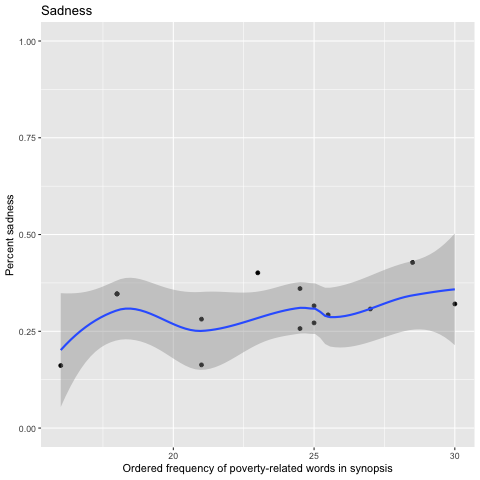 Sadness
1.00
0.75
0.50
0.25
0.00
Percent sadness
20
25
30
Ordered frequency of poverty-related words in synopsis